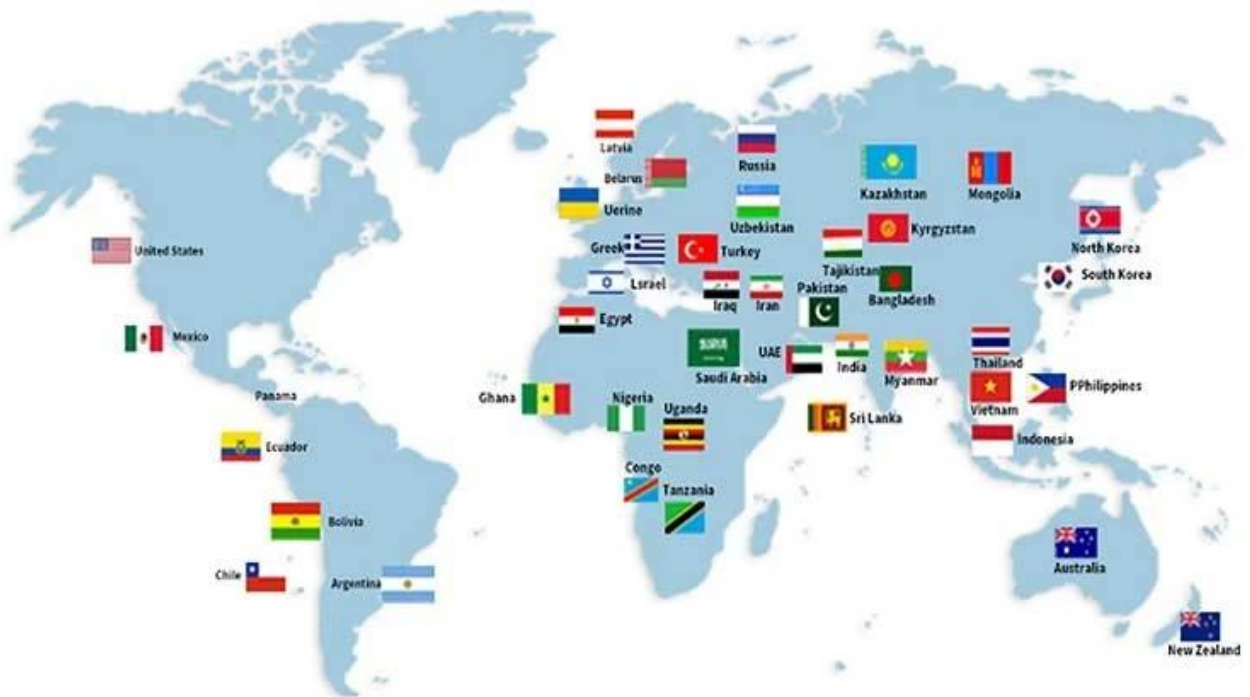 Latvia
Russia
Belarus
Kazakhstan
Mongolia
Uerine
Uzbekistan
Kyrgyzstan
North Korea
United States
Greek
Turkey
Tajikistan
South Korea
Lsrael
Iraq
Iran
Pakistan
Bangladesh
Egypt
Mexico
Saudi Arabia
UAE
India
Myanmar
Thailand
Panama
Ghana
Nigeria
Uganda
Sri Lanka
Vietnam
PPhilippines
Ecuador
Indonesia
Congo
Tanzania
Bolivia
Chile
Argentina
Australia
New Zealand